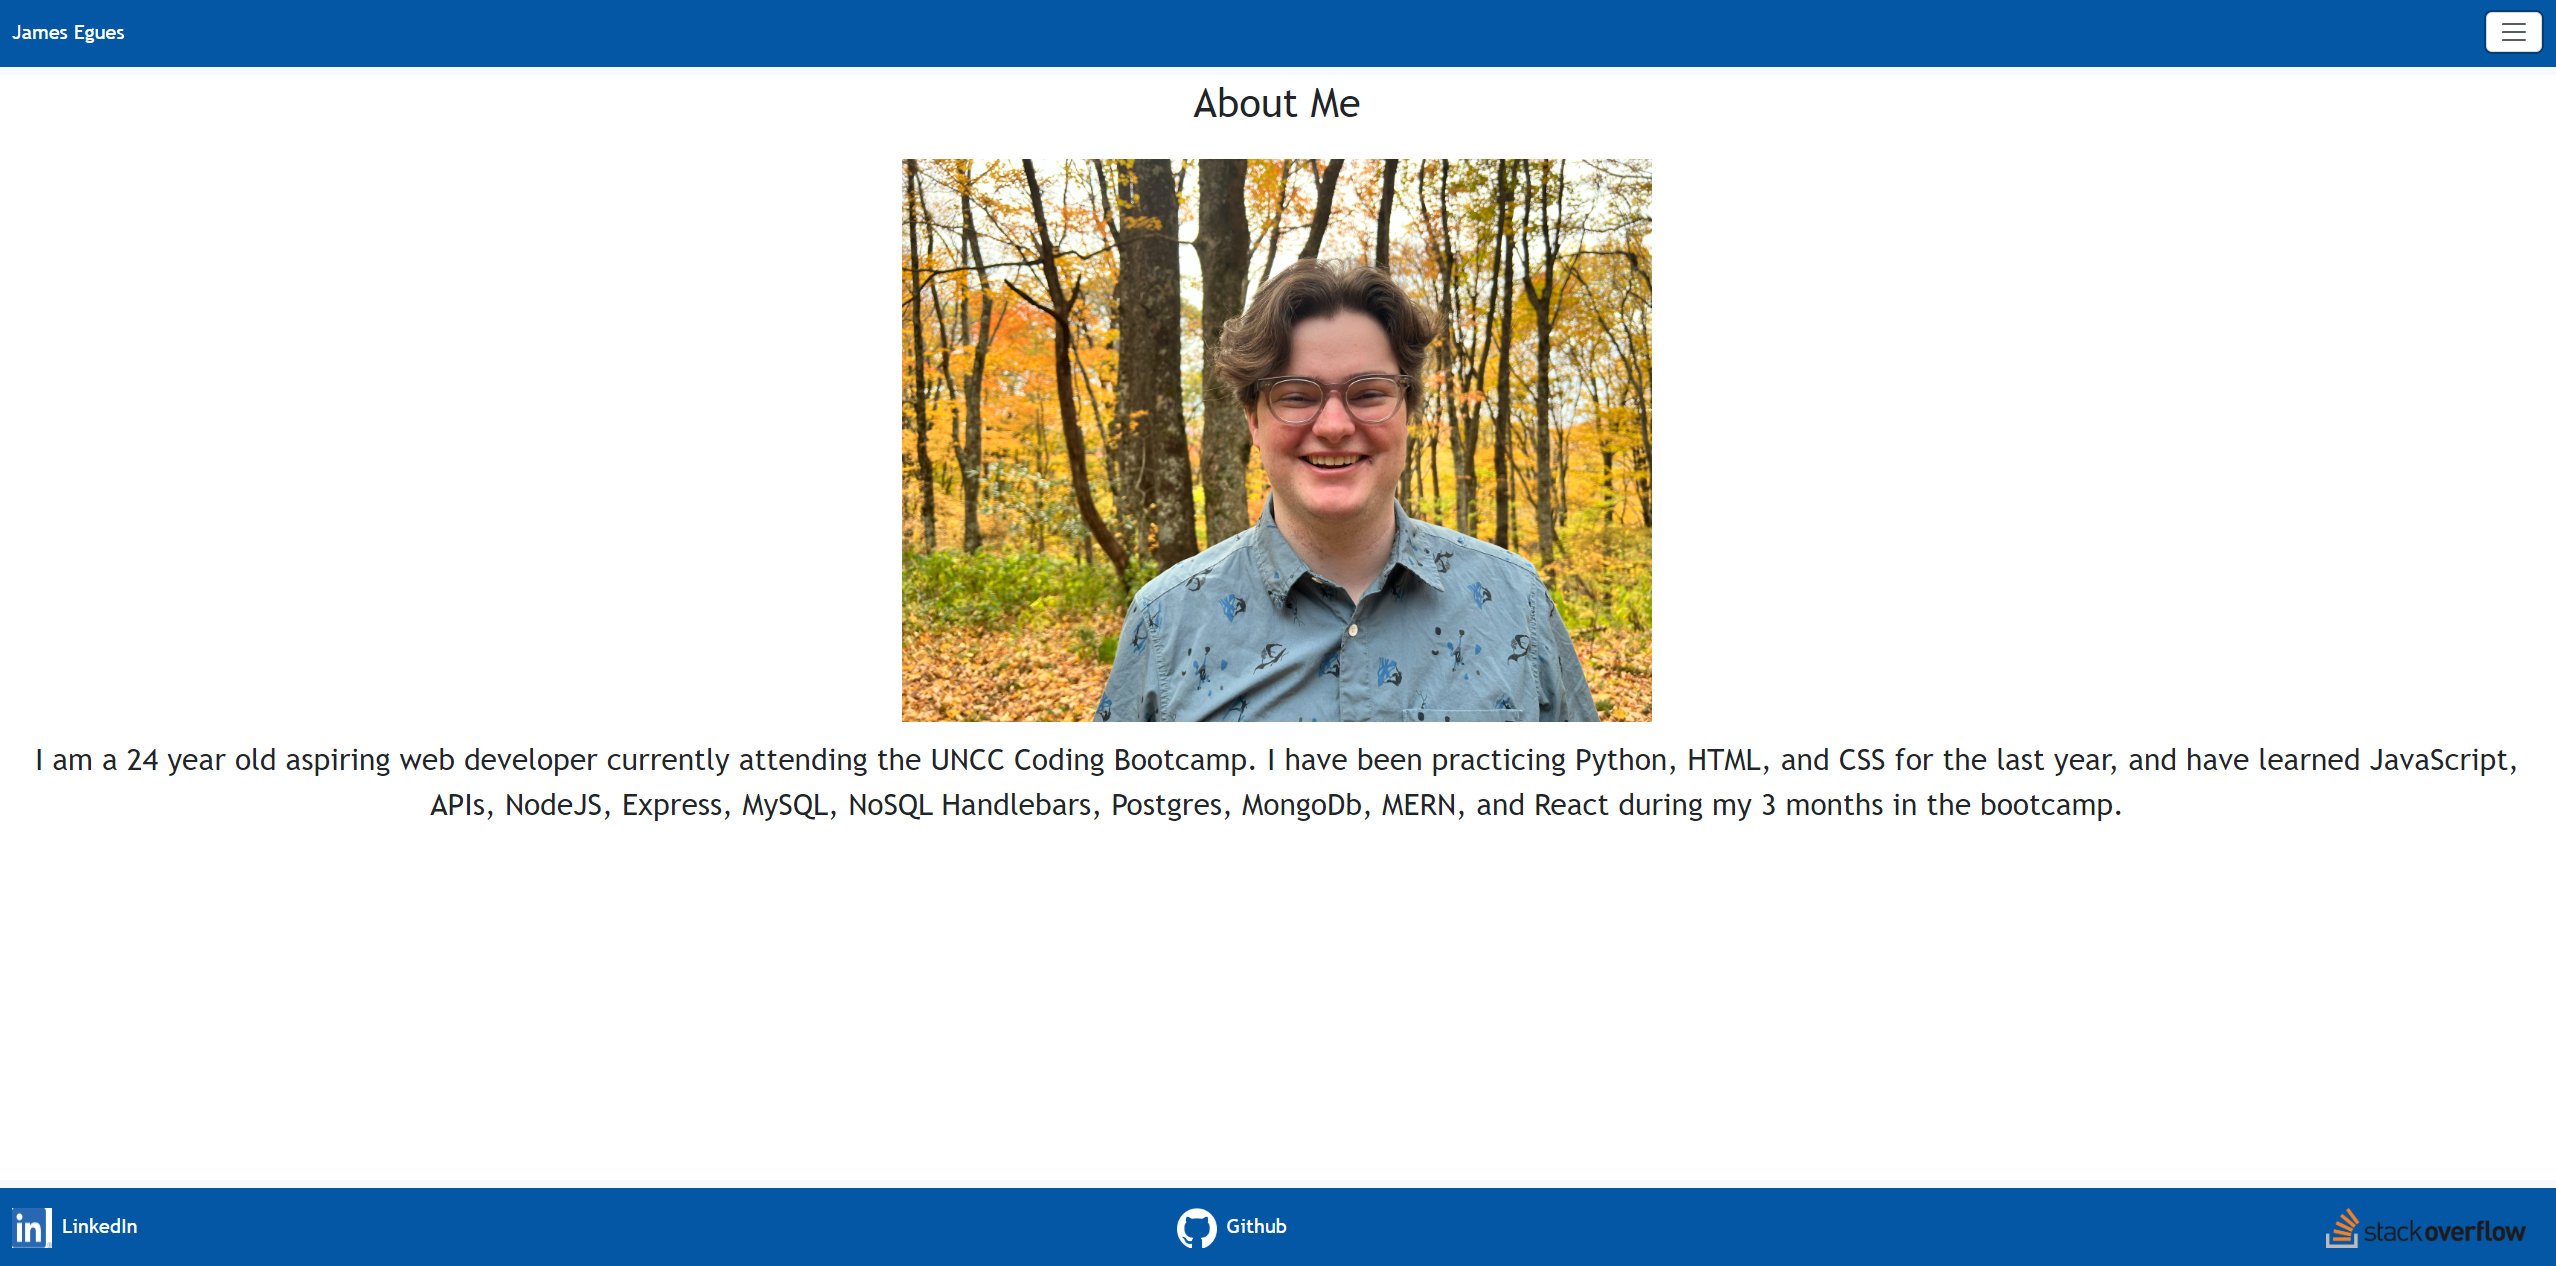 James Egues
About Me
I am a 24 year old aspiring web developer currently attending the UNCC Coding Bootcamp. I have been practicing Python, HTML, and CSS for the last year, and have learned JavaScript,
APIs, NodeJS, Express, MySQL, NoSQL Handlebars, Postgres, MongoDb, MERN, and React during my 3 months in the bootcamp.
in LinkedIn
Github
stackoverflow